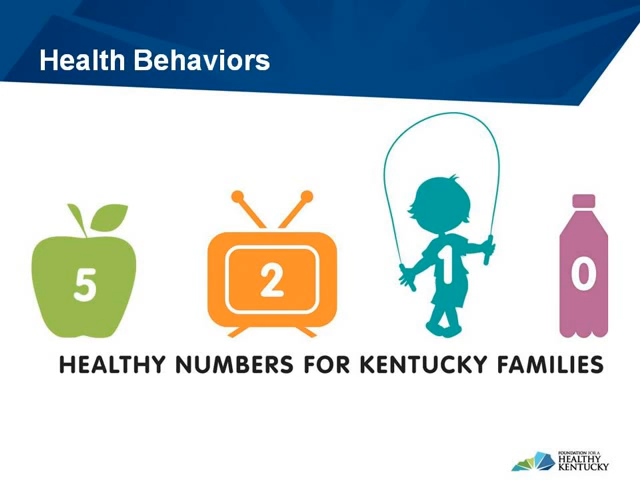 Health Behaviors
5
2
1
0
HEALTHY NUMBERS FOR KENTUCKY FAMILIES
FOUNDATION FOR A
HEALTHY
KENTUCKY